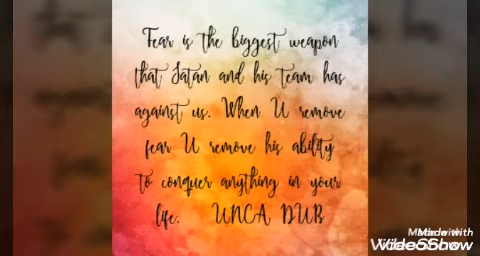 Fear is the biggest weapon
that Satan and his team has
against us. When U remove
fear U remove his ability
to conquer anything in your
life. UNCA DUB
Made with
VideoShow